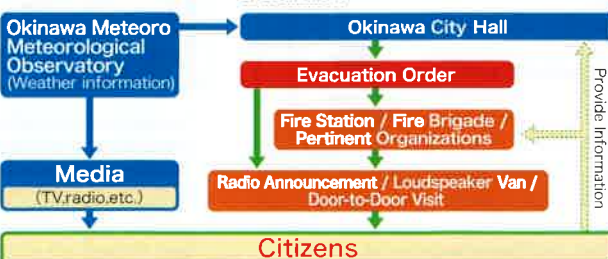 Okinawa Meteoro
Meteorological
Observatory
(Weather information)
Okinawa City Hall
Evacuation Order
Fire Station / Fire Brigade /
Pertinent Organizations
Provide Information
Media
(TV.radio.etc.)
Radio Announcement / Loudspeaker Van /
Door-to-Door Visit
Citizens